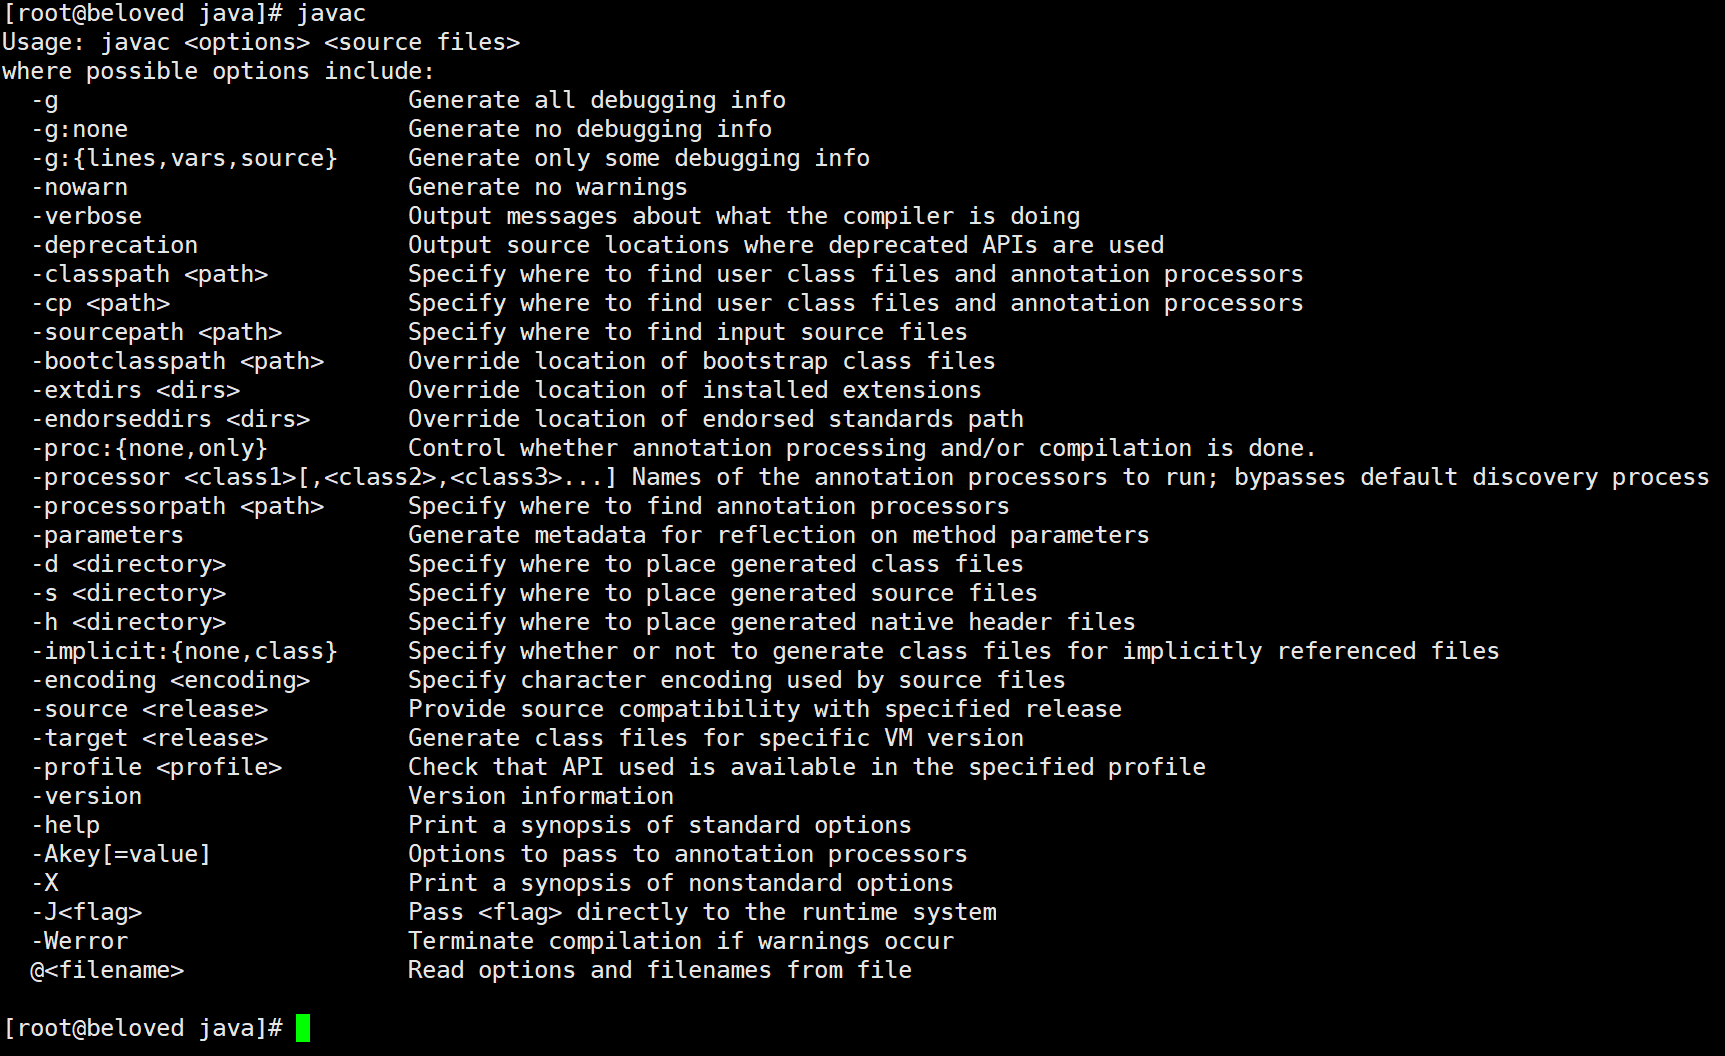 [root@beloved java]# javac
Usage: javac <options> <source files>
where possible options include:
  -g                         Generate all debugging info
  -g:none                    Generate no debugging info
  -g:{lines,vars,source}     Generate only some debugging info
  -nowarn                    Generate no warnings
  -verbose                   Output messages about what the compiler is doing
  -deprecation               Output source locations where deprecated APIs are used
  -classpath <path>          Specify where to find user class files and annotation processors
  -cp <path>                 Specify where to find user class files and annotation processors
  -sourcepath <path>         Specify where to find input source files
  -bootclasspath <path>      Override location of bootstrap class files
  -extdirs <dirs>            Override location of installed extensions
  -endorseddirs <dirs>       Override location of endorsed standards path
  -proc:{none,only}          Control whether annotation processing and/or compilation is done.
  -processor <class1>[,<class2>,<class3>...] Names of the annotation processors to run; bypasses default discovery process
  -processorpath <path>      Specify where to find annotation processors
  -parameters                Generate metadata for reflection on method parameters
  -d <directory>             Specify where to place generated class files
  -s <directory>             Specify where to place generated source files
  -h <directory>             Specify where to place generated native header files
  -implicit:{none,class}     Specify whether or not to generate class files for implicitly referenced files
  -encoding <encoding>       Specify character encoding used by source files
  -source <release>          Provide source compatibility with specified release
  -target <release>          Generate class files for specific VM version
  -profile <profile>         Check that API used is available in the specified profile
  -version                   Version information
  -help                      Print a synopsis of standard options
  -Akey[=value]              Options to pass to annotation processors
  -X                         Print a synopsis of nonstandard options
  -J<flag>                   Pass <flag> directly to the runtime system
  -Werror                    Terminate compilation if warnings occur
  @<filename>                Read options and filenames from file

[root@beloved java]#